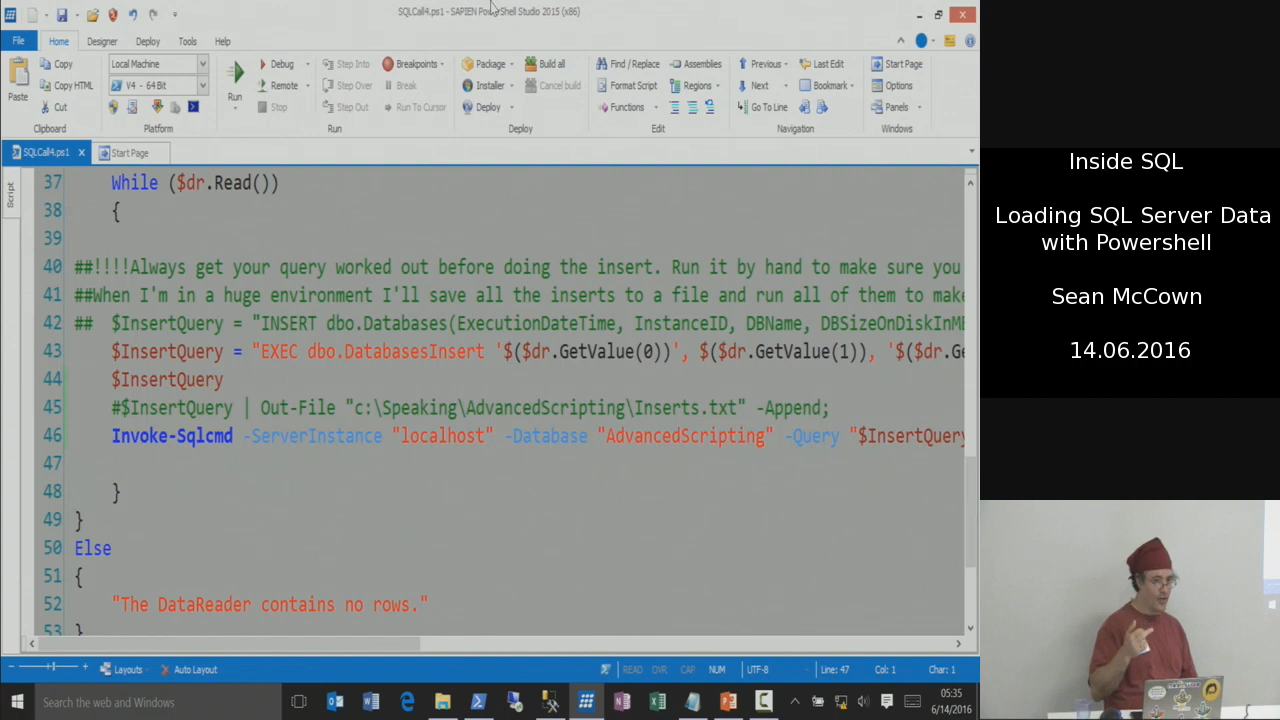 SQLCall4.ps1 - SAPIEN PowerShell Studio 2015 (x86)
File Home Designer Deploy Tools Help
Copy Local Machine Debug Step Into Breakpoints Package Build all Find / Replace Assemblies Previous Last Edit Start Page
Paste Copy HTML V4 - 64 Bit Run Remote Step Over Break Installer Cancel build Format Script Regions Next Bookmark Options
Cut Stop Step Out Run To Cursor Deploy Functions Go To Line Panels
Clipboard Platform Run Deploy Edit Navigation Windows
SQLCall4.ps1 Start Page
Script
37 While ($dr.Read())
38 {
39
40 ##!!!!Always get your query worked out before doing the insert. Run it by hand to make sure you
41 ##When I'm in a huge environment I'll save all the inserts to a file and run all of them to make
42 ## $InsertQuery = "INSERT dbo.Databases(ExecutionDateTime, InstanceID, DBName, DBSizeOnDiskInMB
43 $InsertQuery = "EXEC dbo.DatabasesInsert '$($dr.GetValue(0))', $($dr.GetValue(1)), '$($dr.Ge
44 $InsertQuery
45 #$InsertQuery | Out-File "c:\Speaking\AdvancedScripting\Inserts.txt" -Append;
46 Invoke-Sqlcmd -ServerInstance "localhost" -Database "AdvancedScripting" -Query "$InsertQuery
47
48 }
49 }
50 Else
51 {
52 "The DataReader contains no rows."
53 }
Layouts Auto Layout READ OVR CAP NUM UTF-8 Line: 47 Col: 1 Char: 1
Search the web and Windows
05:35
6/14/2016
Inside SQL
Loading SQL Server Data
with Powershell
Sean McCown
14.06.2016